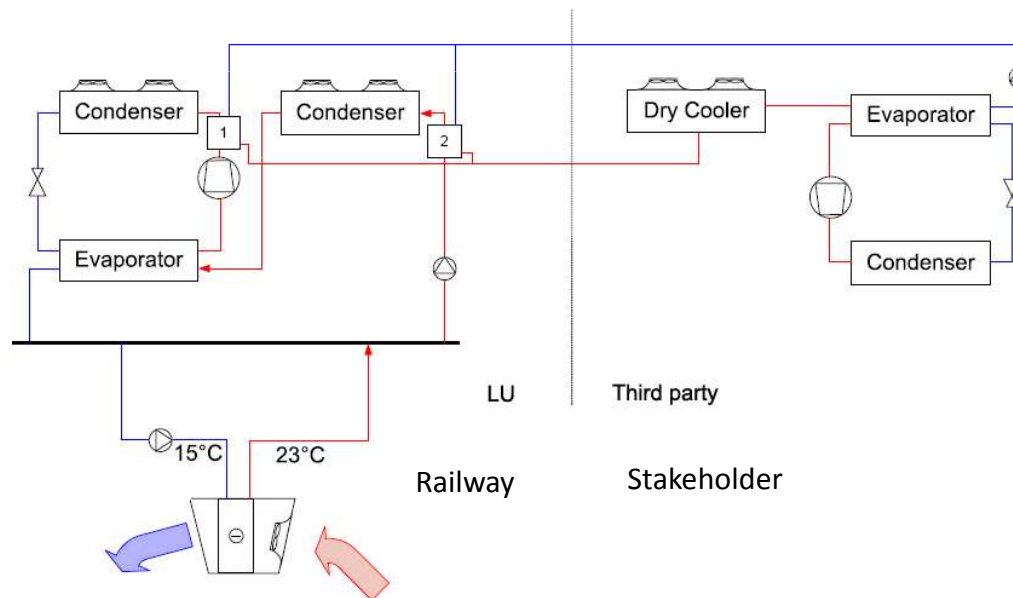 Condenser
Condenser
Dry Cooler
Evaporator
1
2
Evaporator
Condenser
LU
Third party
15°C
23°C
Railway
Stakeholder